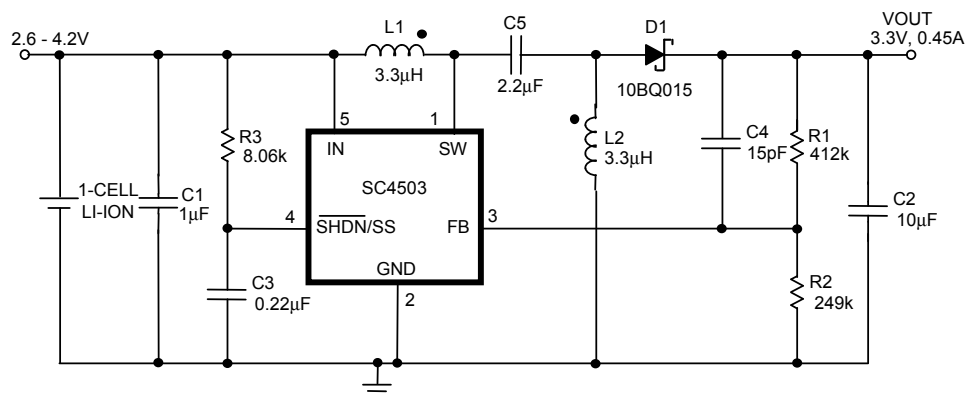 2.6 - 4.2V
L1
3.3µH
C5
2.2µF
D1
10BQ015
VOUT
3.3V, 0.45A
R3
8.06k
5
1
IN
SW
L2
3.3µH
C4
15pF
R1
412k
1-CELL
LI-ION
C1
1µF
SC4503
C2
10µF
4
SHDN/SS
FB
3
GND
2
C3
0.22µF
R2
249k